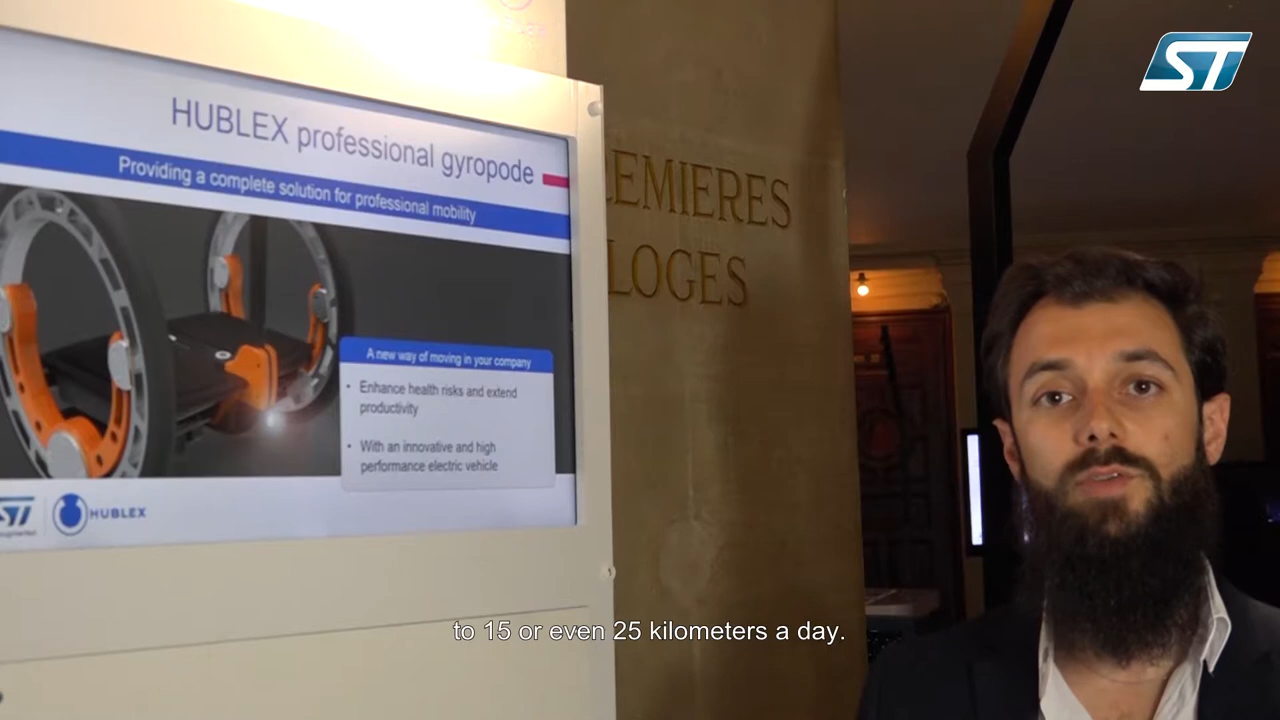 ST
HUBLEX professional gyropode
Providing a complete solution for professional mobility
EMIERES
LOGES
A new way of moving in your company
• Enhance health risks and extend
productivity
• With an innovative and high
performance electric vehicle
ST
HUBLEX
to 15 or even 25 kilometers a day.